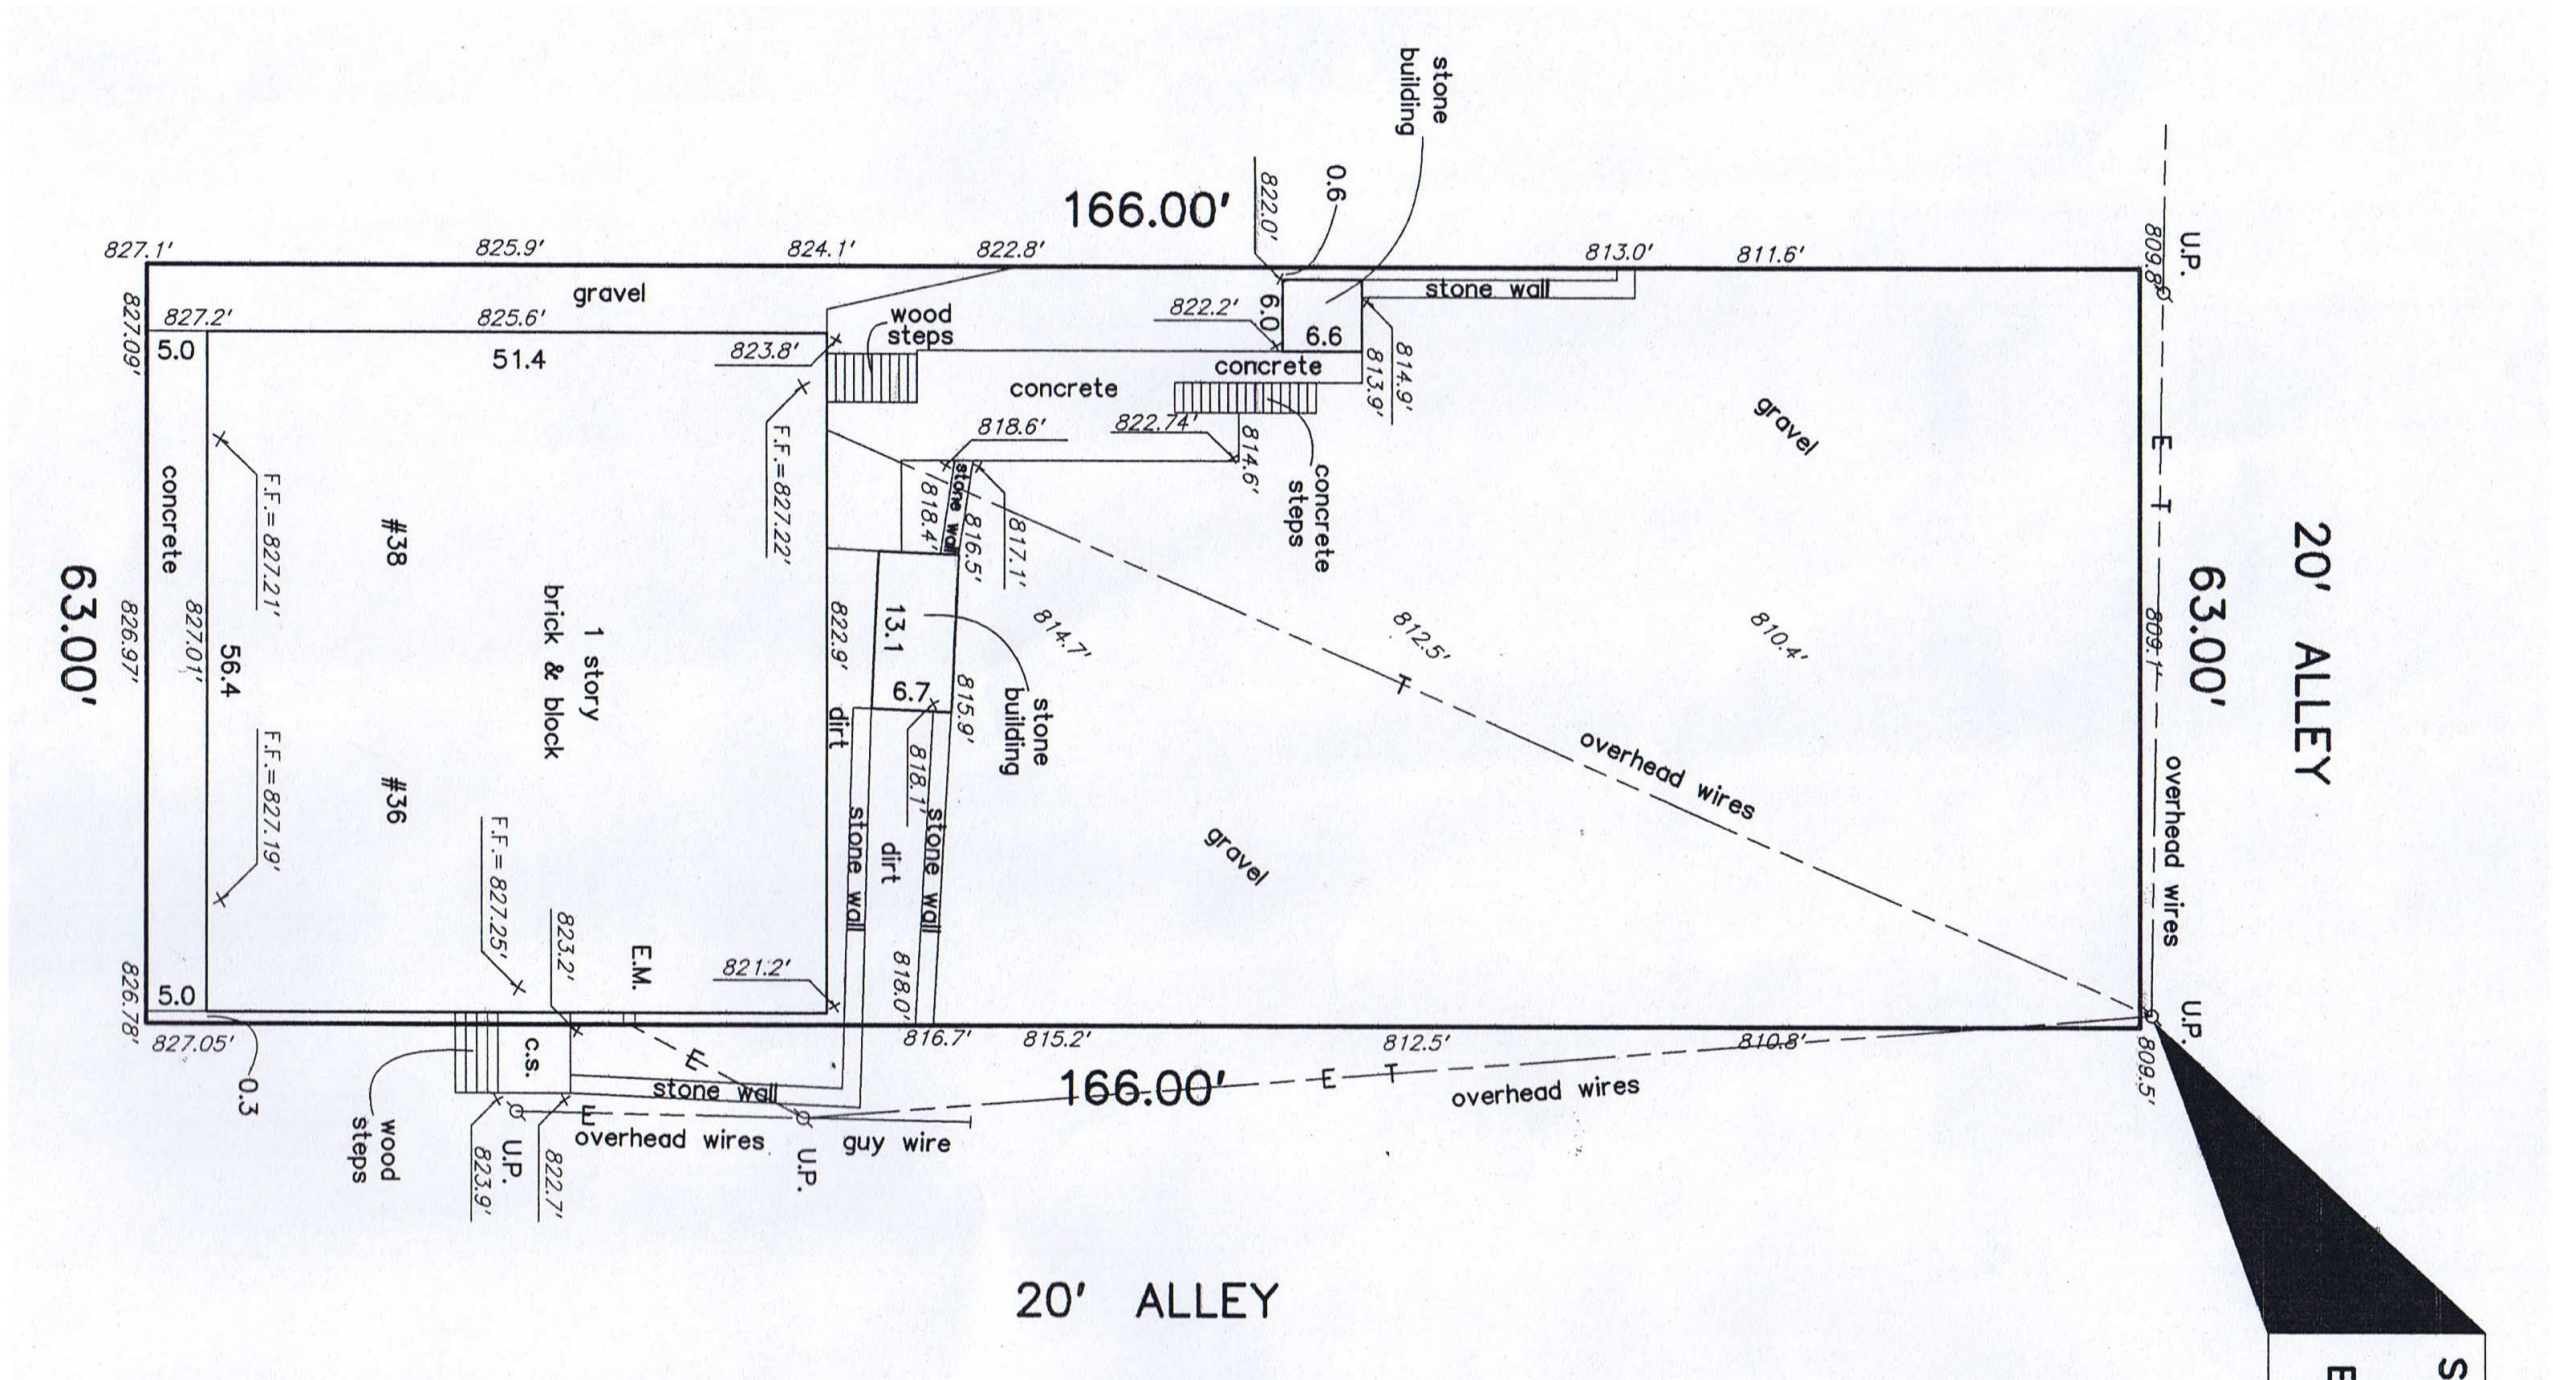 stone
building
0.6
822.0'
166.00'
827.1'
825.9'
824.1'
822.8'
813.0'
811.6'
809.8'
U.P.
gravel
stone wall
827.09'
827.2'
825.6'
5.0
51.4
823.8'
wood
steps
822.2'
6.0
6.6
concrete
concrete
814.9'
813.9'
822.74'
818.6'
814.6'
concrete
steps
gravel
E
T
20' ALLEY
63.00'
809.1'
overhead wires
U.P.
809.5'
concrete
F.F.=827.21'
#38
F.F.=827.22'
818.4'
stone wall
816.5'
817.1'
63.00'
826.97'
827.01'
56.4
1 story
brick & block
822.9'
dirt
13.1
6.7
815.9'
stone
building
814.7'
812.5'
810.4'
T
overhead wires
F.F.=827.19'
#36
F.F.=827.25'
823.2'
E.M.
821.2'
stone wall
818.1'
dirt
stone wall
818.0'
gravel
826.78'
5.0
827.05'
0.3
wood
steps
c.s.
E
stone wall
816.7'
815.2'
812.5'
810.8'
166.00'
E
T
overhead wires
E
overhead wires
guy wire
U.P.
823.9'
U.P.
822.7'
20' ALLEY
S
E